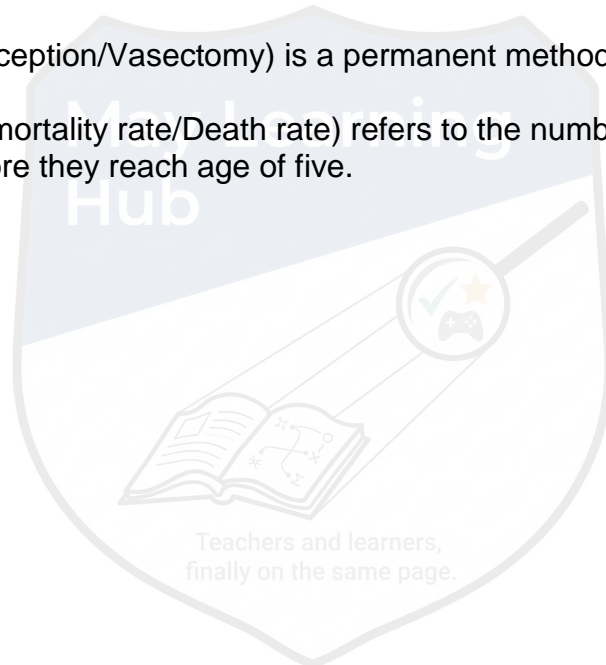 ception/Vasectomy) is a permanent method
mortality rate/Death rate) refers to the numb
ore they reach age of five.
May Learning
Hub
Teachers and learners,
finally on the same page.